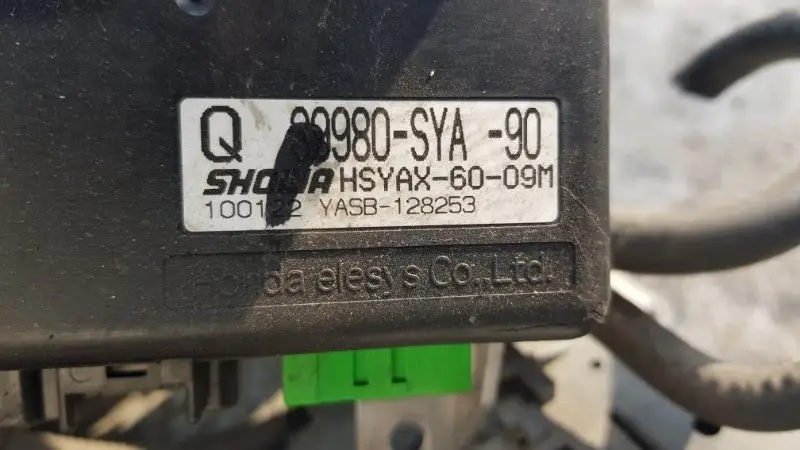 Q 39980-SYA -90
SHOWA HSYAX-60-09M
100122 YASB-128253
Honda elesys Co.,Ltd.